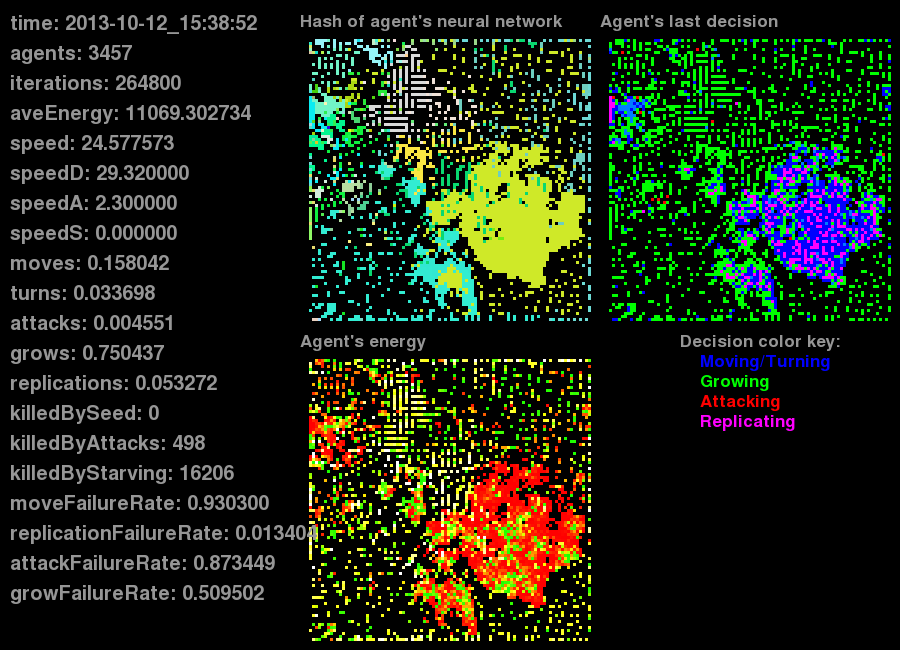 time: 2013-10-12_15:38:52
agents: 3457
iterations: 264800
aveEnergy: 11069.302734
speed: 24.577573
speedD: 29.320000
speedA: 2.300000
speedS: 0.000000
moves: 0.158042
turns: 0.033698
attacks: 0.004551
grows: 0.750437
replications: 0.053272
killedBySeed: 0
killedByAttacks: 498
killedByStarving: 16206
moveFailureRate: 0.930300
replicationFailureRate: 0.013404
attackFailureRate: 0.873449
growFailureRate: 0.509502
Hash of agent's neural network
Agent's last decision
Agent's energy
Decision color key:
Moving/Turning
Growing
Attacking
Replicating